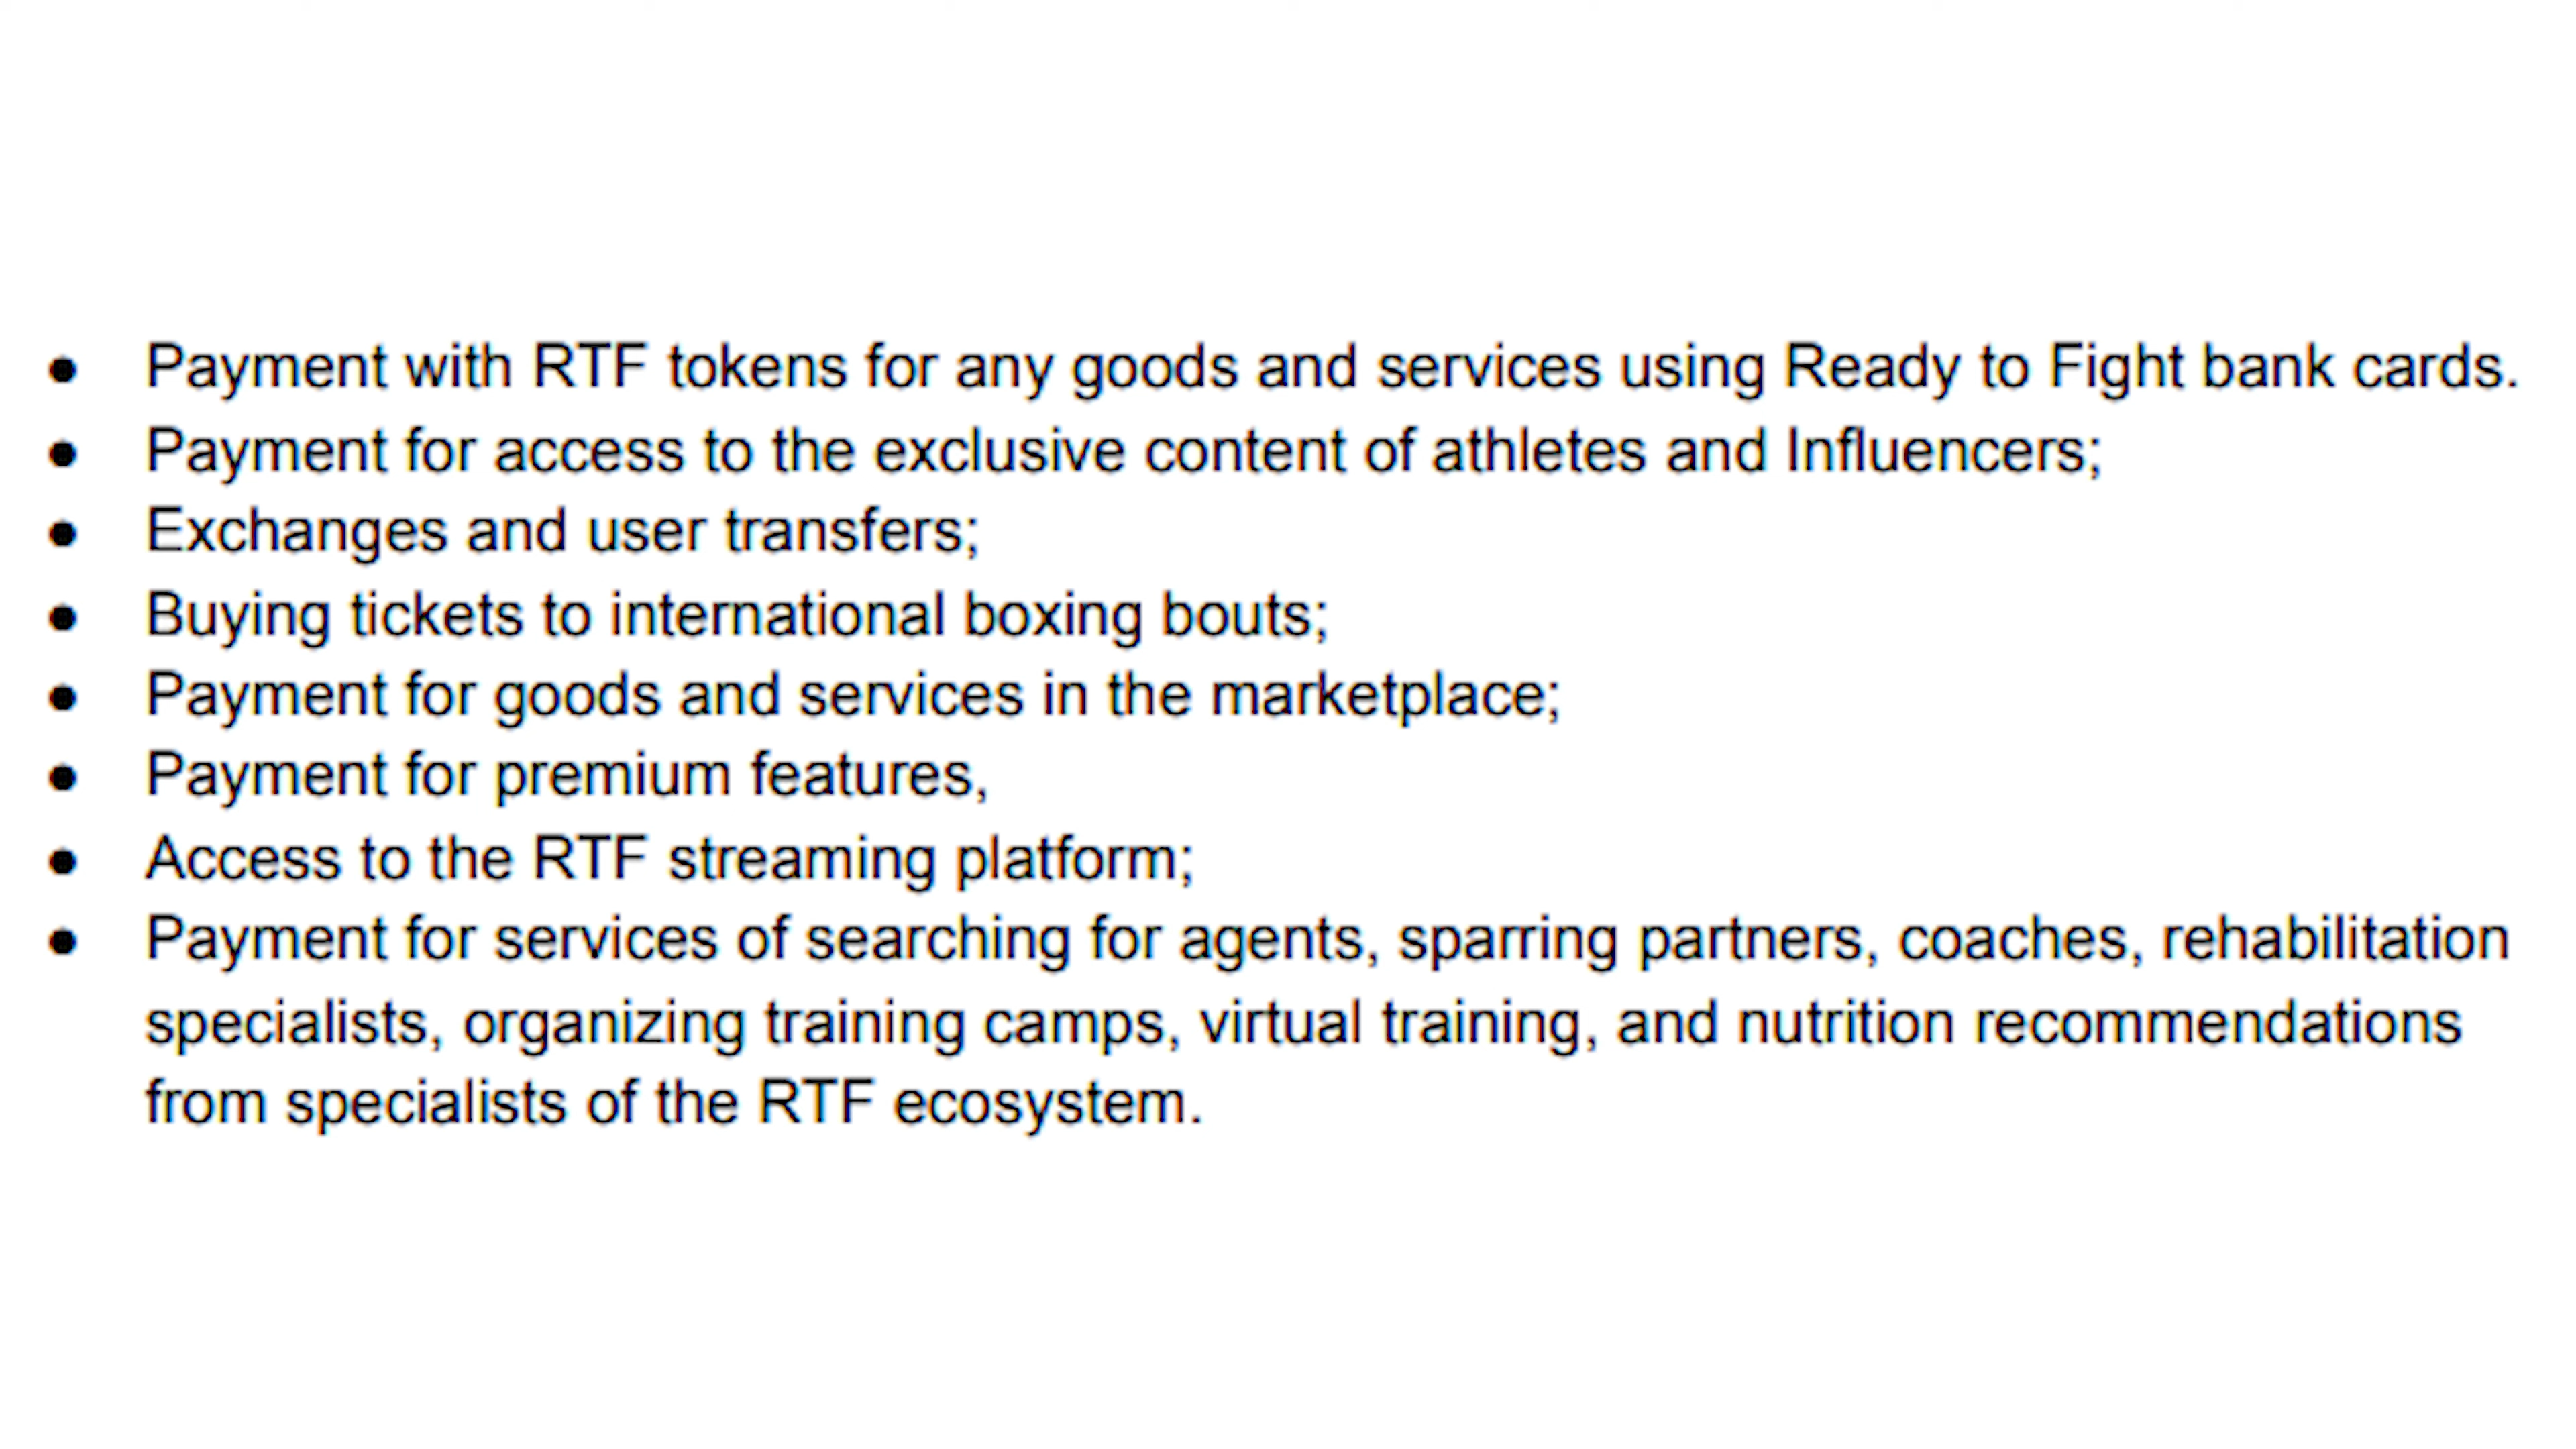 • Payment with RTF tokens for any goods and services using Ready to Fight bank cards.
• Payment for access to the exclusive content of athletes and Influencers;
• Exchanges and user transfers;
• Buying tickets to international boxing bouts;
• Payment for goods and services in the marketplace;
• Payment for premium features,
• Access to the RTF streaming platform;
• Payment for services of searching for agents, sparring partners, coaches, rehabilitation
specialists, organizing training camps, virtual training, and nutrition recommendations
from specialists of the RTF ecosystem.